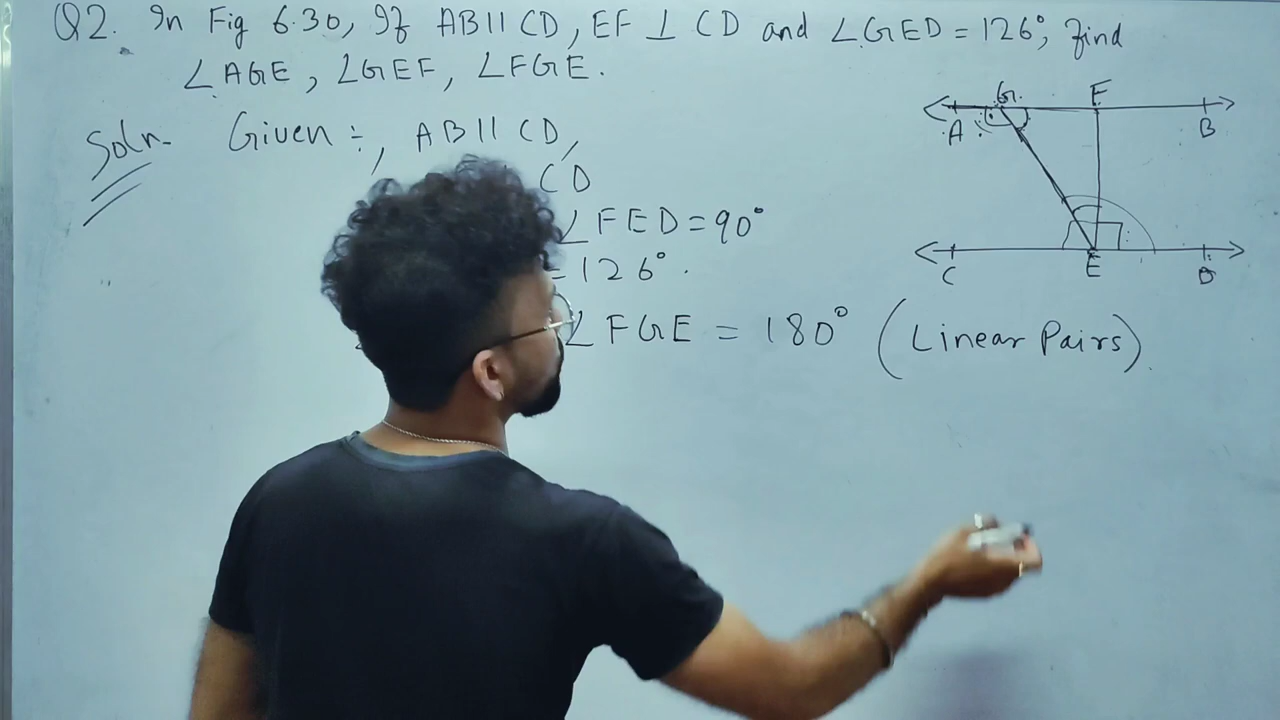 Q2. In Fig 6.30, If AB || CD, EF ⊥ CD and ∠GED = 126°, find
∠AGE, ∠GEF, ∠FGE.
Soln- Given :, AB || CD,
CD
∠FED = 90°
= 126°.
∠FGE = 180° (Linear Pairs).
G F
A B
C E D